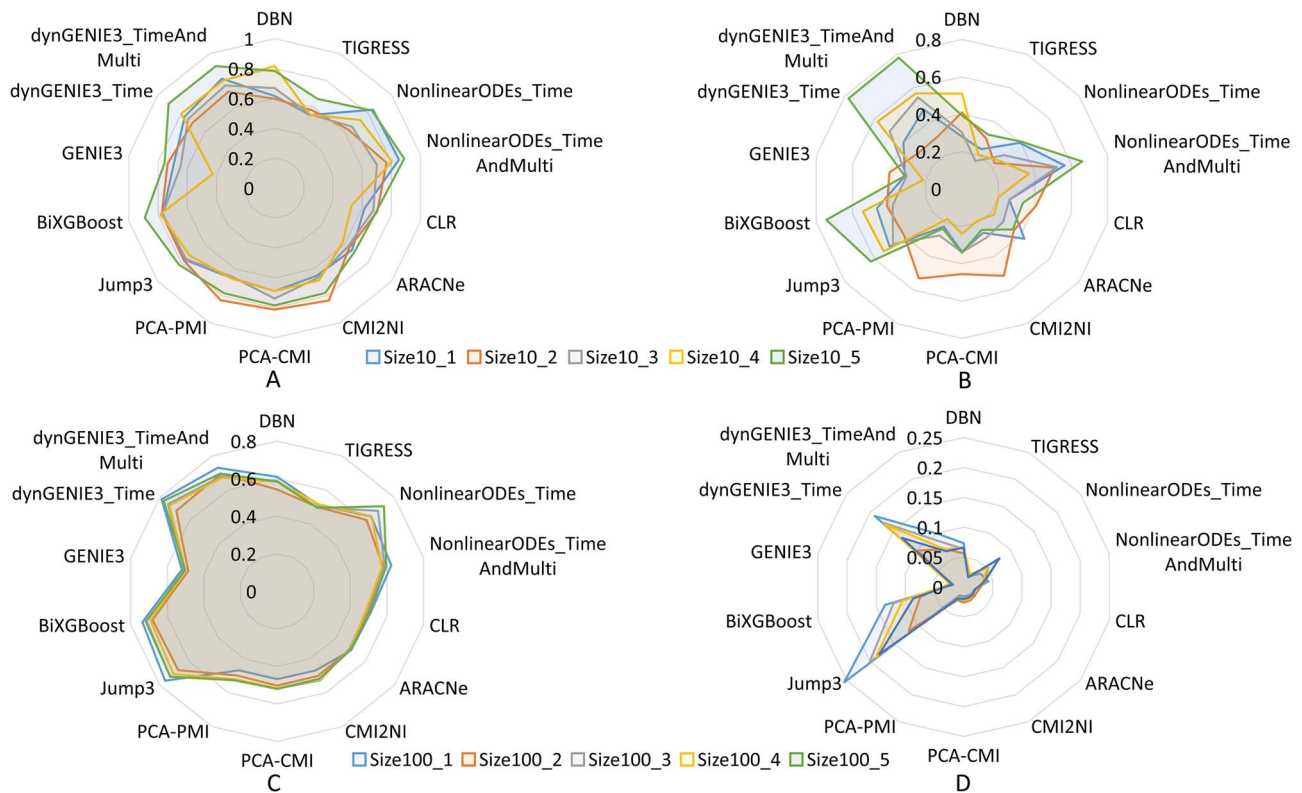 DBN
dynGENIE3_TimeAnd
Multi
TIGRESS
dynGENIE3_Time
NonlinearODEs_Time
GENIE3
NonlinearODEs_Time
AndMulti
BiXGBoost
CLR
Jump3
ARACNe
PCA-PMI
CMI2NI
PCA-CMI
1
0.8
0.6
0.4
0.2
0
A
DBN
dynGENIE3_TimeAnd
Multi
TIGRESS
dynGENIE3_Time
NonlinearODEs_Time
GENIE3
NonlinearODEs_Time
AndMulti
BiXGBoost
CLR
Jump3
ARACNe
PCA-PMI
CMI2NI
PCA-CMI
0.8
0.6
0.4
0.2
0
B
Size10_1 Size10_2 Size10_3 Size10_4 Size10_5
DBN
dynGENIE3_TimeAnd
Multi
TIGRESS
dynGENIE3_Time
NonlinearODEs_Time
GENIE3
NonlinearODEs_Time
AndMulti
BiXGBoost
CLR
Jump3
ARACNe
PCA-PMI
CMI2NI
PCA-CMI
0.8
0.6
0.4
0.2
0
C
DBN
dynGENIE3_TimeAnd
Multi
TIGRESS
dynGENIE3_Time
NonlinearODEs_Time
GENIE3
NonlinearODEs_Time
AndMulti
BiXGBoost
CLR
Jump3
ARACNe
PCA-PMI
CMI2NI
PCA-CMI
0.25
0.2
0.15
0.1
0.05
0
D
Size100_1 Size100_2 Size100_3 Size100_4 Size100_5